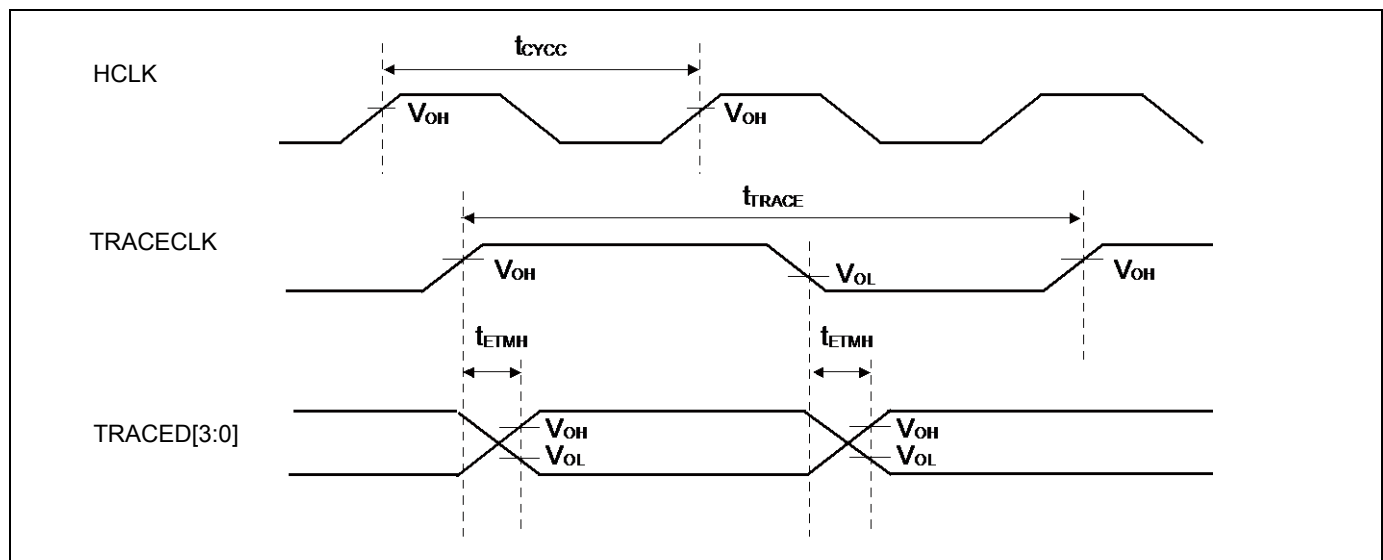 tCYCC
HCLK
VOH VOH
tTRACE
TRACECLK
VOH VOL VOH
tETMH tETMH
TRACED[3:0]
VOH VOH
VOL VOL